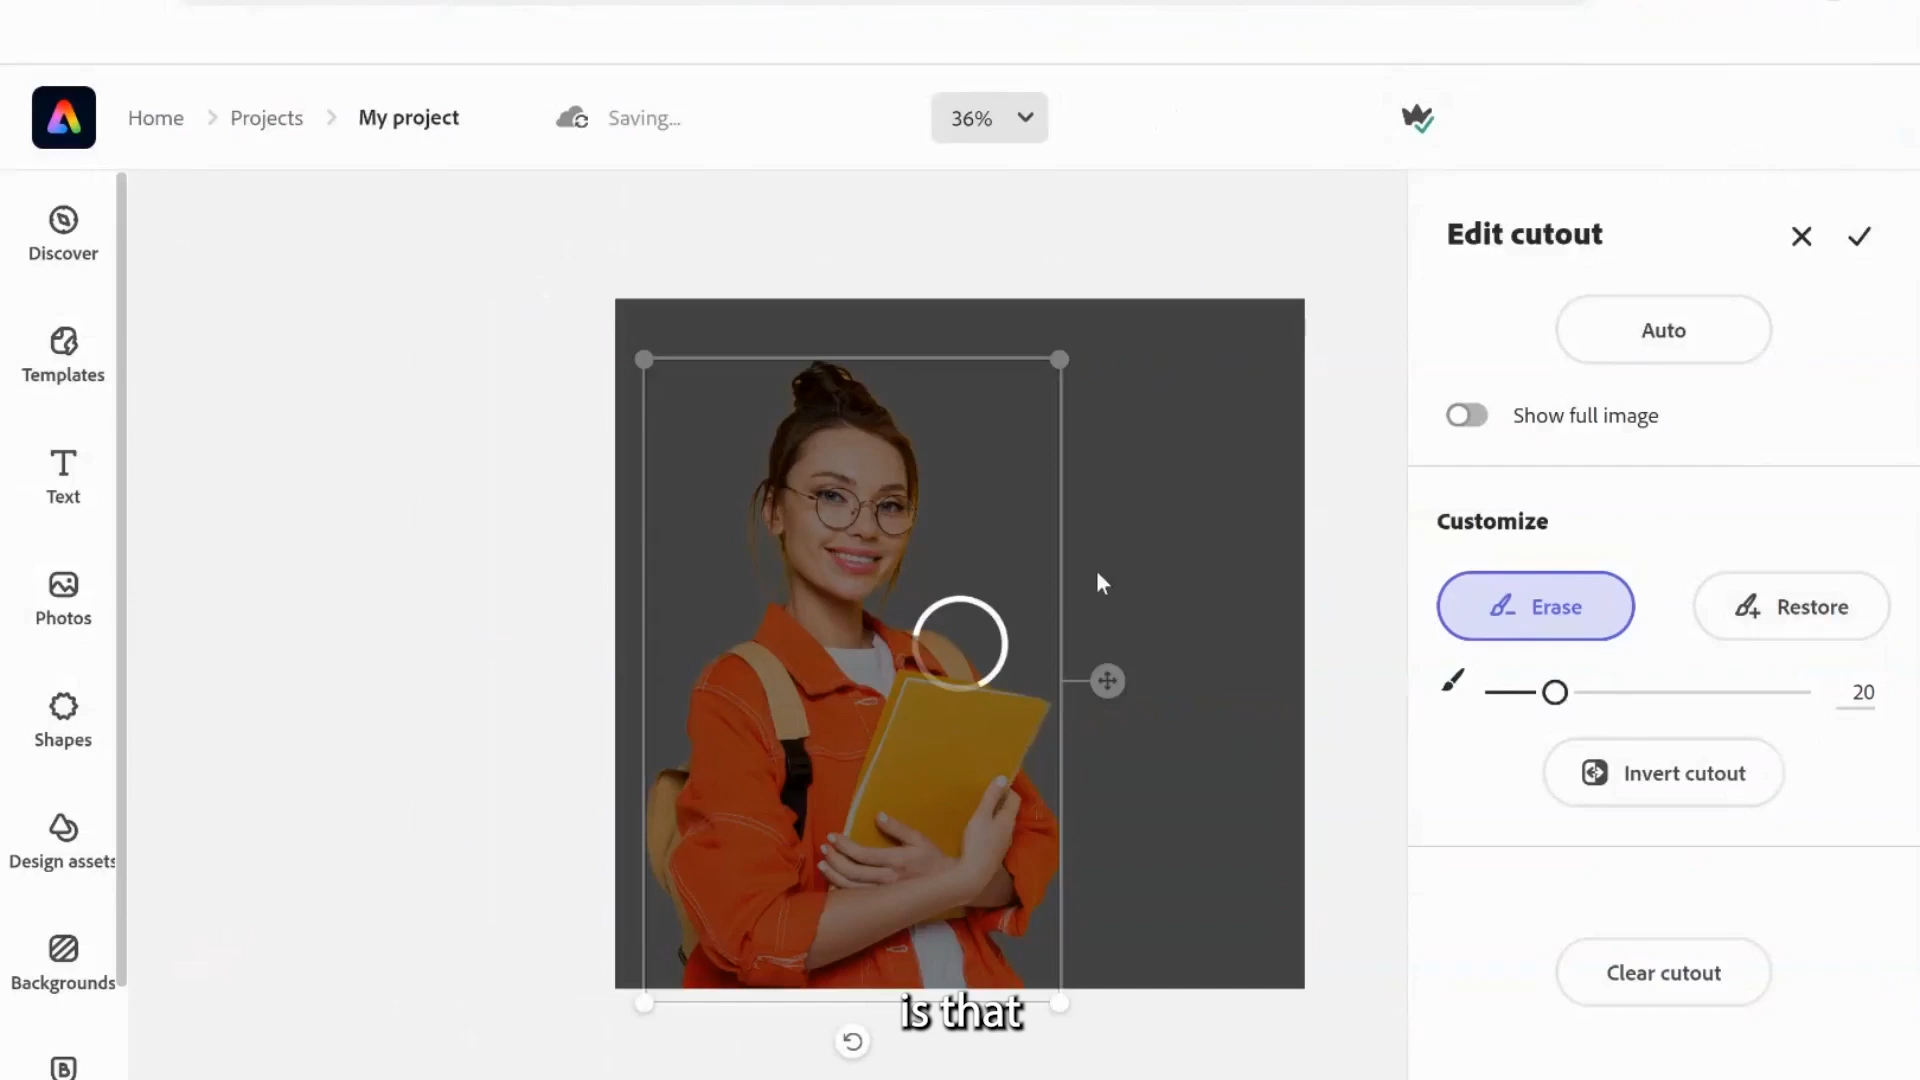 Home
Projects
My project
Saving...
36%
Discover
Templates
Text
Photos
Shapes
Design assets
Backgrounds
Edit cutout
Auto
Show full image
Customize
Erase
Restore
20
Invert cutout
Clear cutout
is that